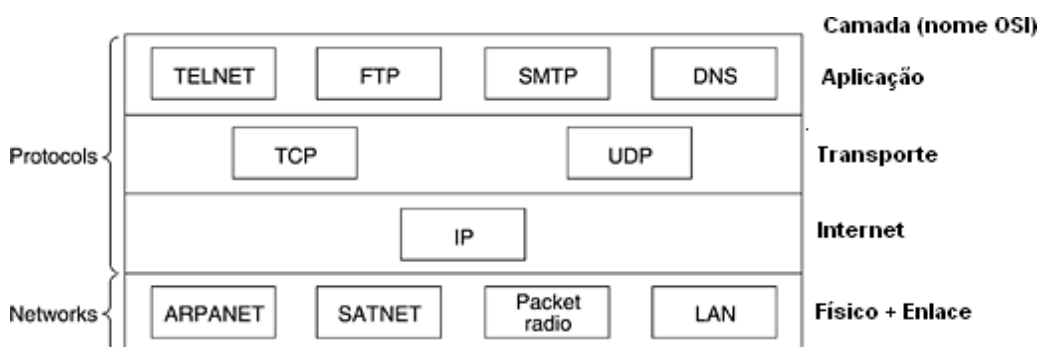 Camada (nome OSI)
TELNET FTP SMTP DNS Aplicação
Protocols TCP UDP Transporte
IP Internet
Networks ARPANET SATNET Packet radio LAN Físico + Enlace